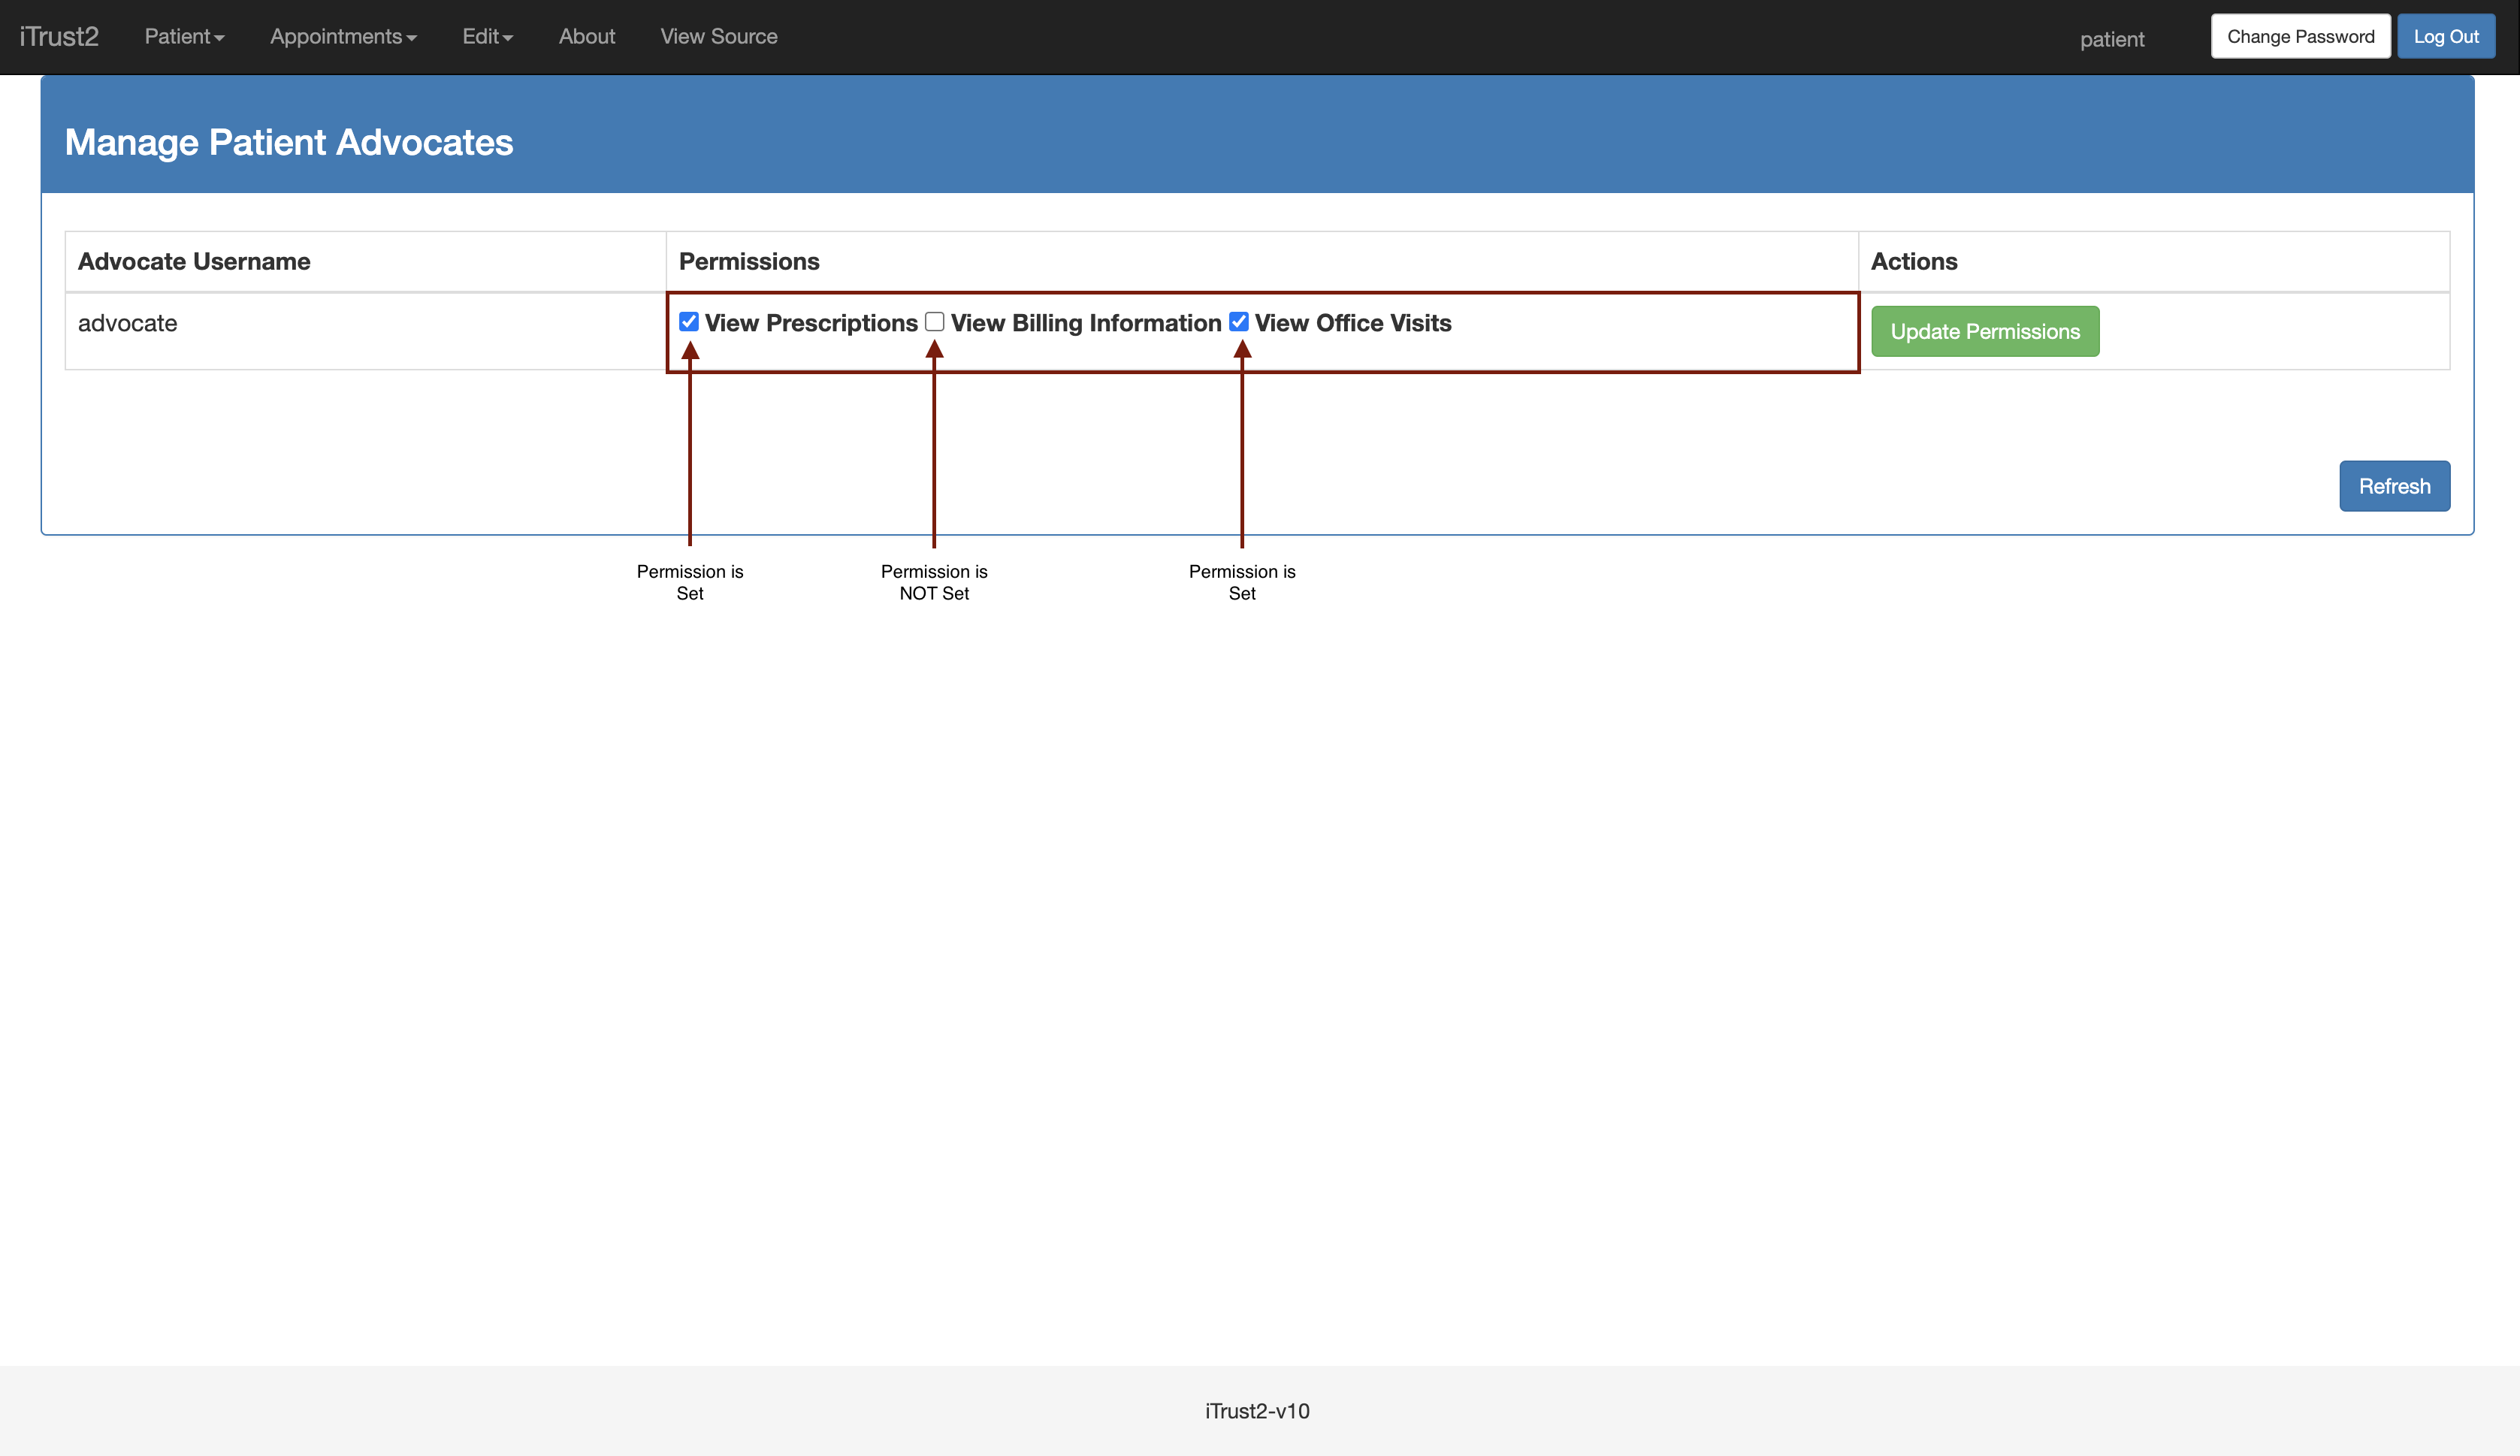 iTrust2 Patient Appointments Edit About View Source patient Change Password Log Out
Manage Patient Advocates
Advocate Username Permissions Actions
advocate View Prescriptions View Billing Information View Office Visits Update Permissions
Refresh
Permission is Permission is Permission is
Set NOT Set Set
iTrust2-v10